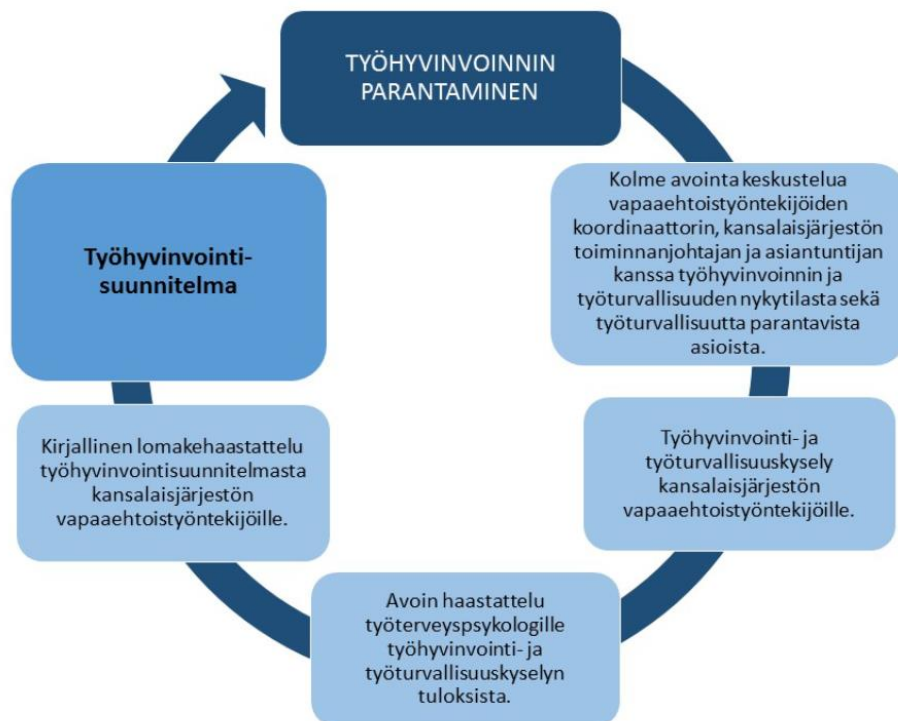 TYÖHYVINVOINNIN
PARANTAMINEN
Kolme avointa keskustelua
vapaaehtoistyöntekijöiden
koordinaattorin, kansalaisjärjestön
toiminnanjohtajan ja asiantuntijan
kanssa työhyvinvoinnin ja
työturvallisuuden nykytilasta sekä
työturvallisuutta parantavista
asioista.
Työhyvinvointi- ja
työturvallisuuskysely
kansalaisjärjestön
vapaaehtoistyöntekijöille.
Avoin haastattelu
työterveyspsykologille
työhyvinvointi- ja
työturvallisuuskyselyn
tuloksista.
Kirjallinen lomakehaastattelu
työhyvinvointisuunnitelmasta
kansalaisjärjestön
vapaaehtoistyöntekijöille.
Työhyvinvointi-
suunnitelma